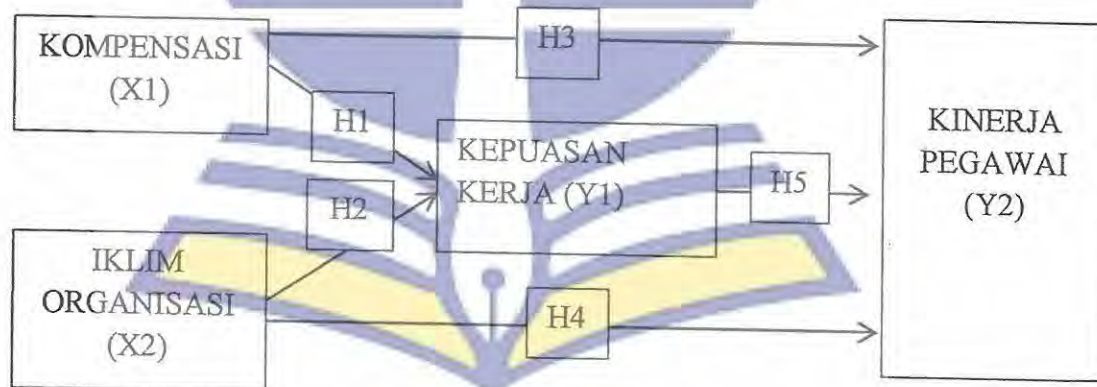 KOMPENSASI
(X1)
H3
H1
KEPUASAN
KERJA (Y1)
KINERJA
PEGAWAI
(Y2)
H5
H2
IKLIM
ORGANISASI
(X2)
H4